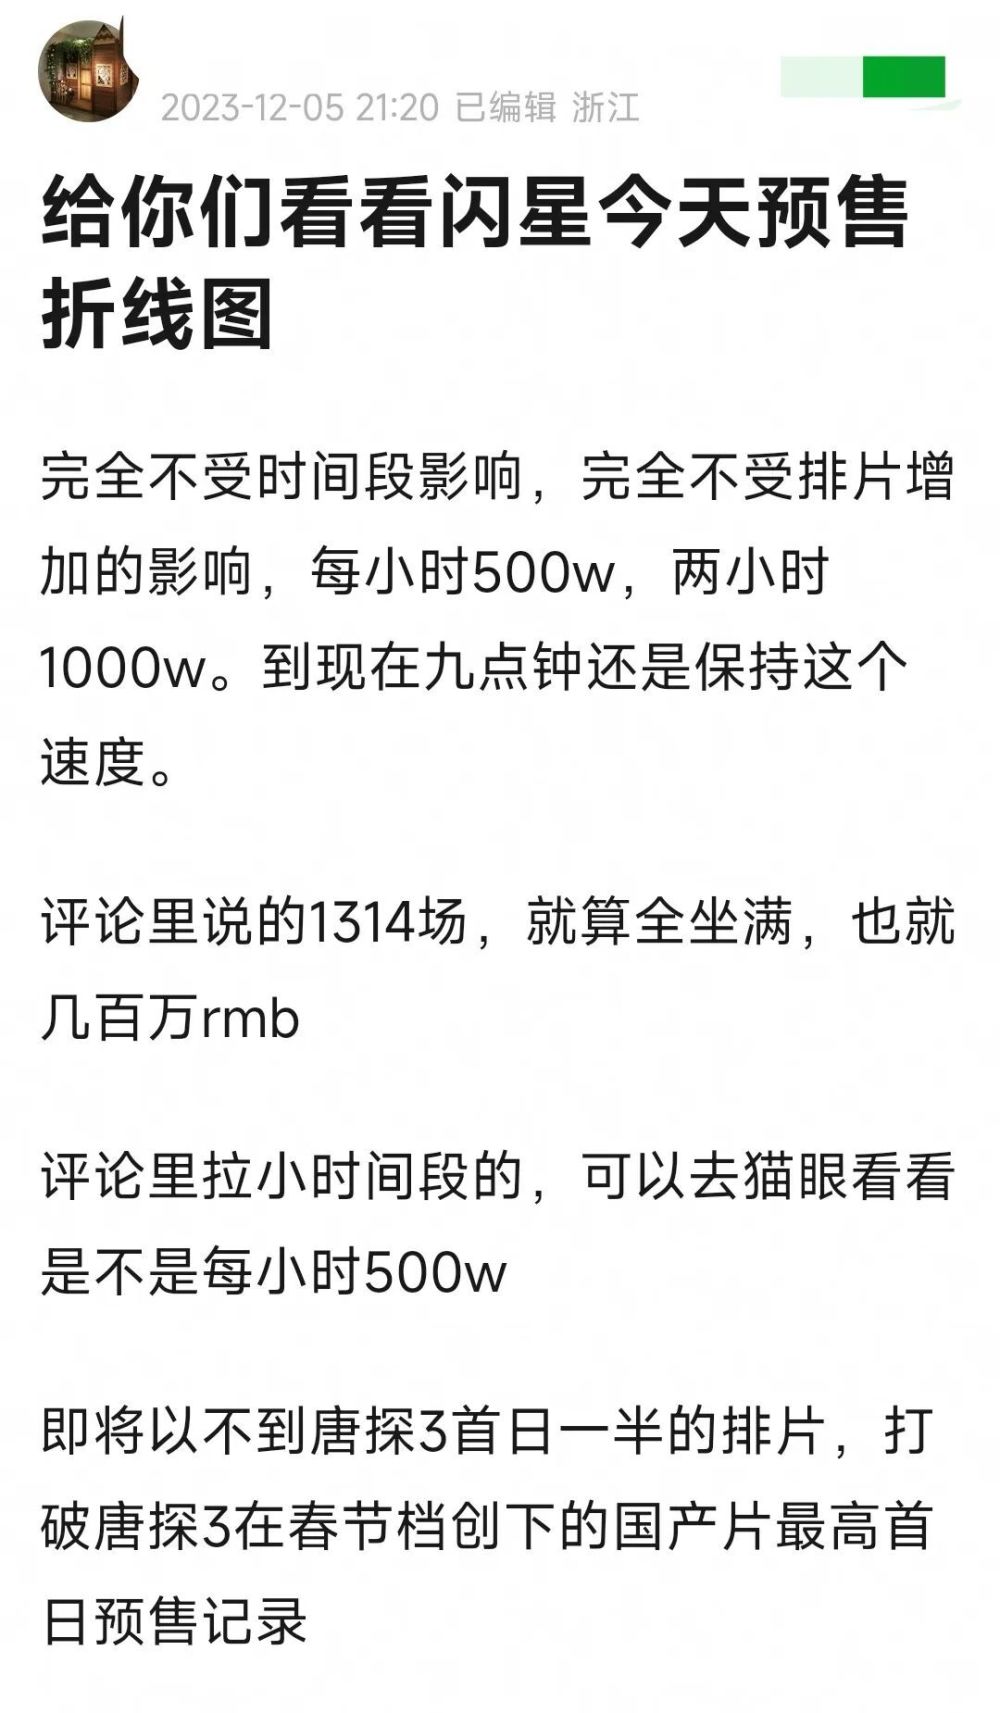 2023-12-05 21:20 已编辑 浙江
给你们看看闪星今天预售
折线图
完全不受时间段影响，完全不受排片增
加的影响，每小时500w，两小时
1000w。到现在九点钟还是保持这个
速度。
评论里说的1314场，就算全坐满，也就
几百万rmb
评论里拉小时间段的，可以去猫眼看看
是不是每小时500w
即将以不到唐探3首日一半的排片，打
破唐探3在春节档创下的国产片最高首
日预售记录